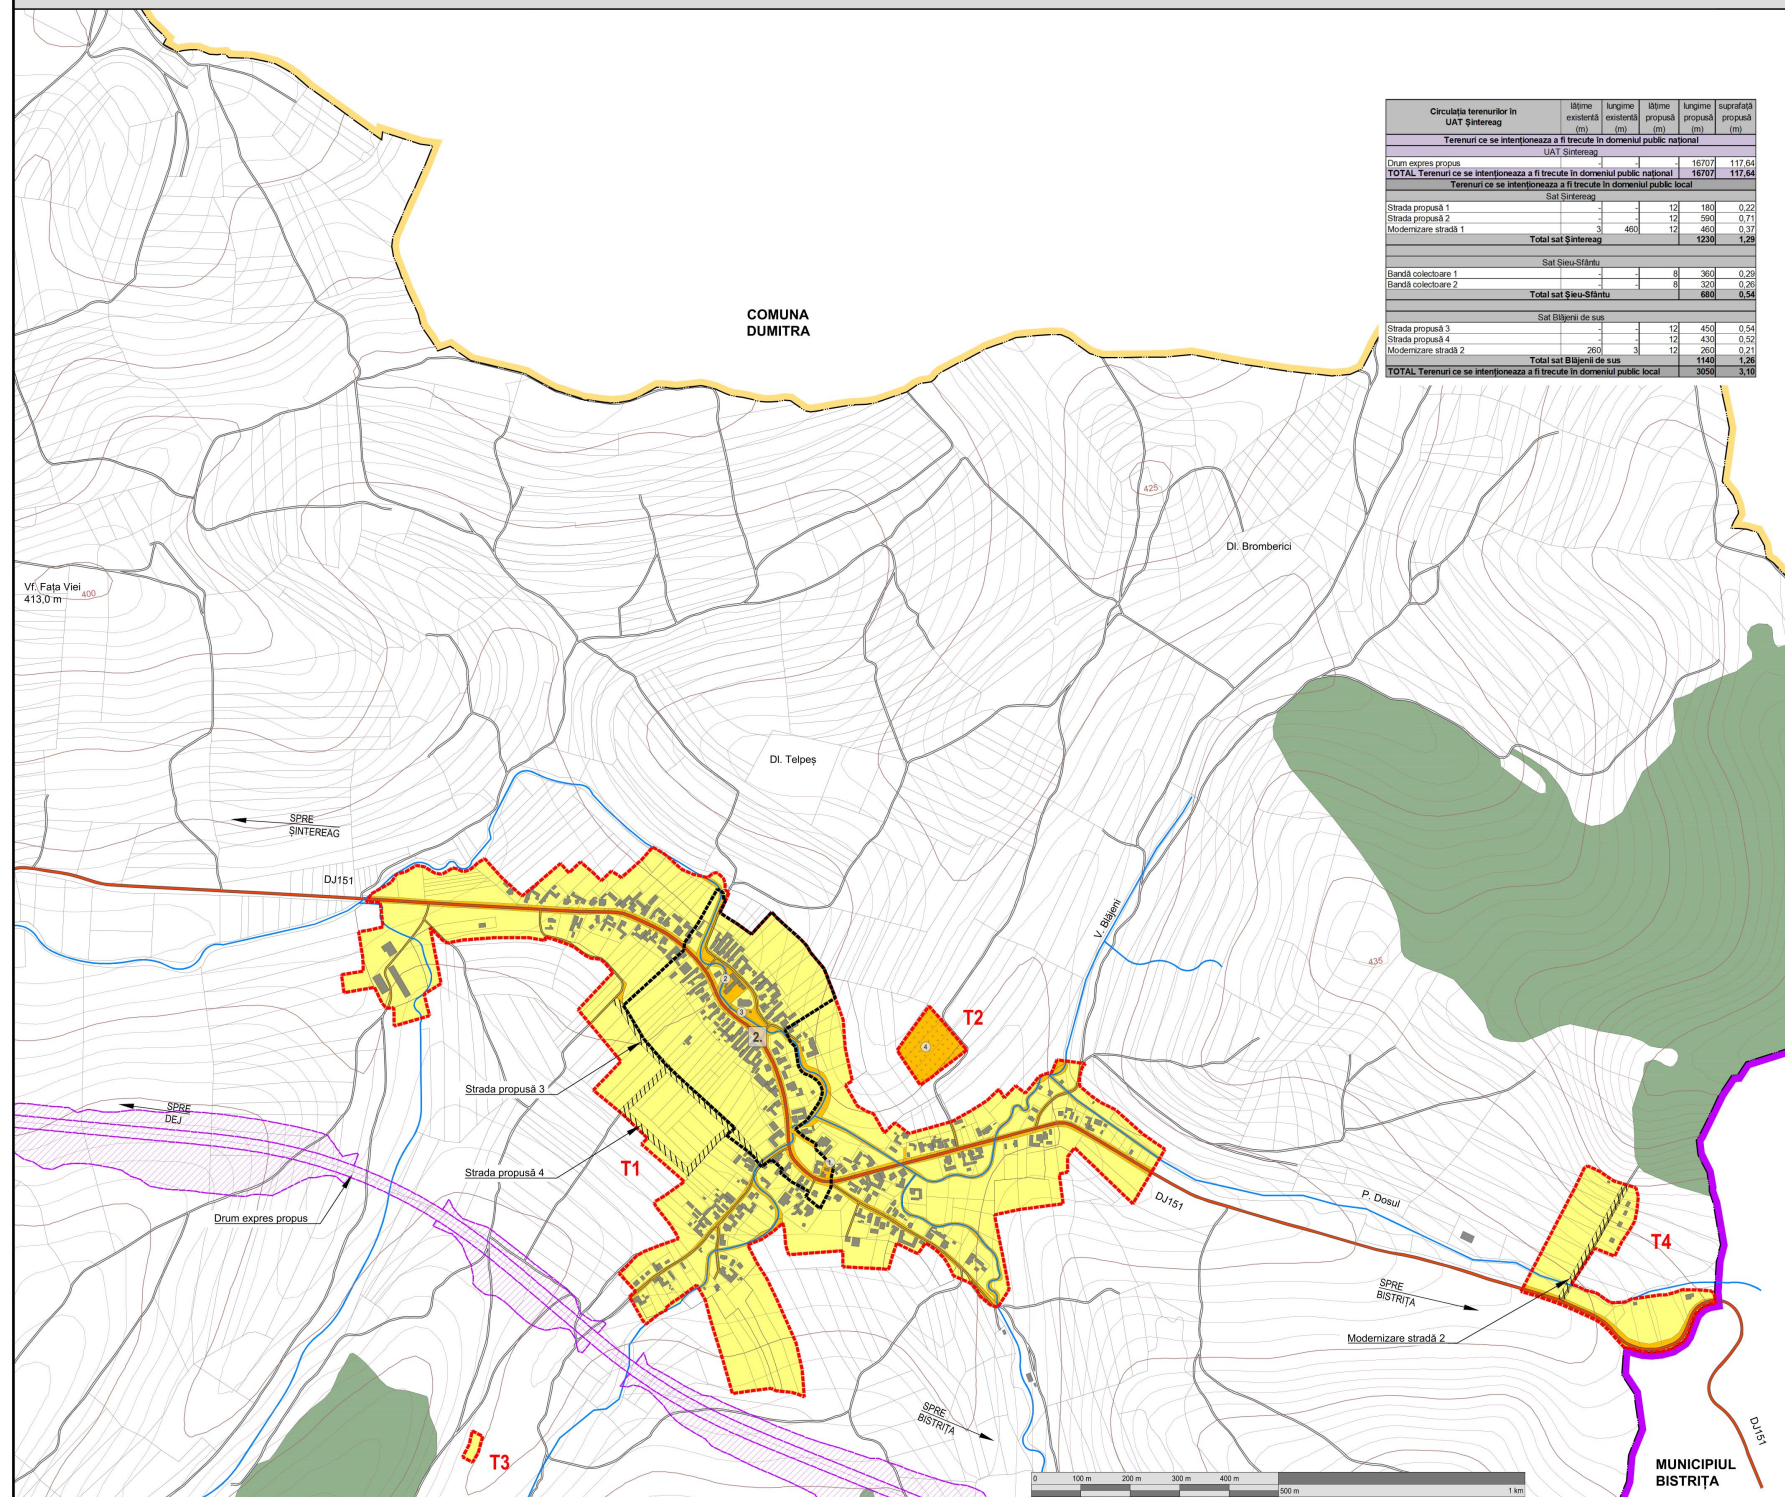 Circulația terenurilor în UAT Șintereag | lățime existentă (m) | lungime existentă (m) | lățime propusă (m) | lungime propusă (m) | suprafață propusă (m)
Terenuri ce se intenționeaza a fi trecute în domeniul public național
UAT Șintereag
Drum expres propus | - | - | - | 16707 | 117,64
TOTAL Terenuri ce se intenționeaza a fi trecute în domeniul public național | 16707 | 117,64
Terenuri ce se intenționeaza a fi trecute în domeniul public local
Sat Șintereag
Strada propusă 1 | - | - | 12 | 180 | 0,22
Strada propusă 2 | - | - | 12 | 590 | 0,71
Modernizare stradă 1 | 3 | 460 | 12 | 460 | 0,37
Total sat Șintereag | 1230 | 1,29
Sat Șieu-Sfântu
Bandă colectoare 1 | - | - | 8 | 360 | 0,29
Bandă colectoare 2 | - | - | 8 | 320 | 0,26
Total sat Șieu-Sfântu | 680 | 0,54
Sat Blăjenii de sus
Strada propusă 3 | - | - | 12 | 450 | 0,54
Strada propusă 4 | - | - | 12 | 430 | 0,52
Modernizare stradă 2 | 260 | 3 | 12 | 260 | 0,21
Total sat Blăjenii de sus | 1140 | 1,26
TOTAL Terenuri ce se intenționeaza a fi trecute în domeniul public local | 3050 | 3,10
COMUNA
DUMITRA
425
Dl. Bromberici
Vf. Fața Viei
413,0 m
400
Dl. Telpeș
SPRE
ȘINTEREAG
DJ151
V. Blăjeni
435
2
3
2.
T2
4
Strada propusă 3
SPRE
DEJ
Strada propusă 4
T1
1
DJ151
P. Dosul
Drum expres propus
T4
SPRE
BISTRIȚA
Modernizare stradă 2
SPRE
BISTRIȚA
DJ151
T3
MUNICIPIUL
BISTRIȚA
0 100 m 200 m 300 m 400 m
500 m 1 km